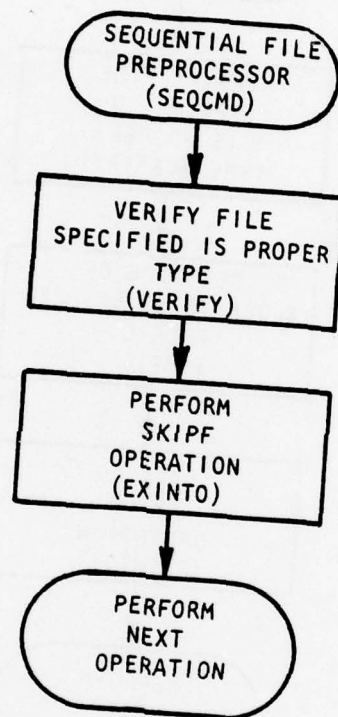 SEQUENTIAL FILE
PREPROCESSOR
(SEQCMD)
VERIFY FILE
SPECIFIED IS PROPER
TYPE
(VERIFY)
PERFORM
SKIPF
OPERATION
(EXINTO)
PERFORM
NEXT
OPERATION